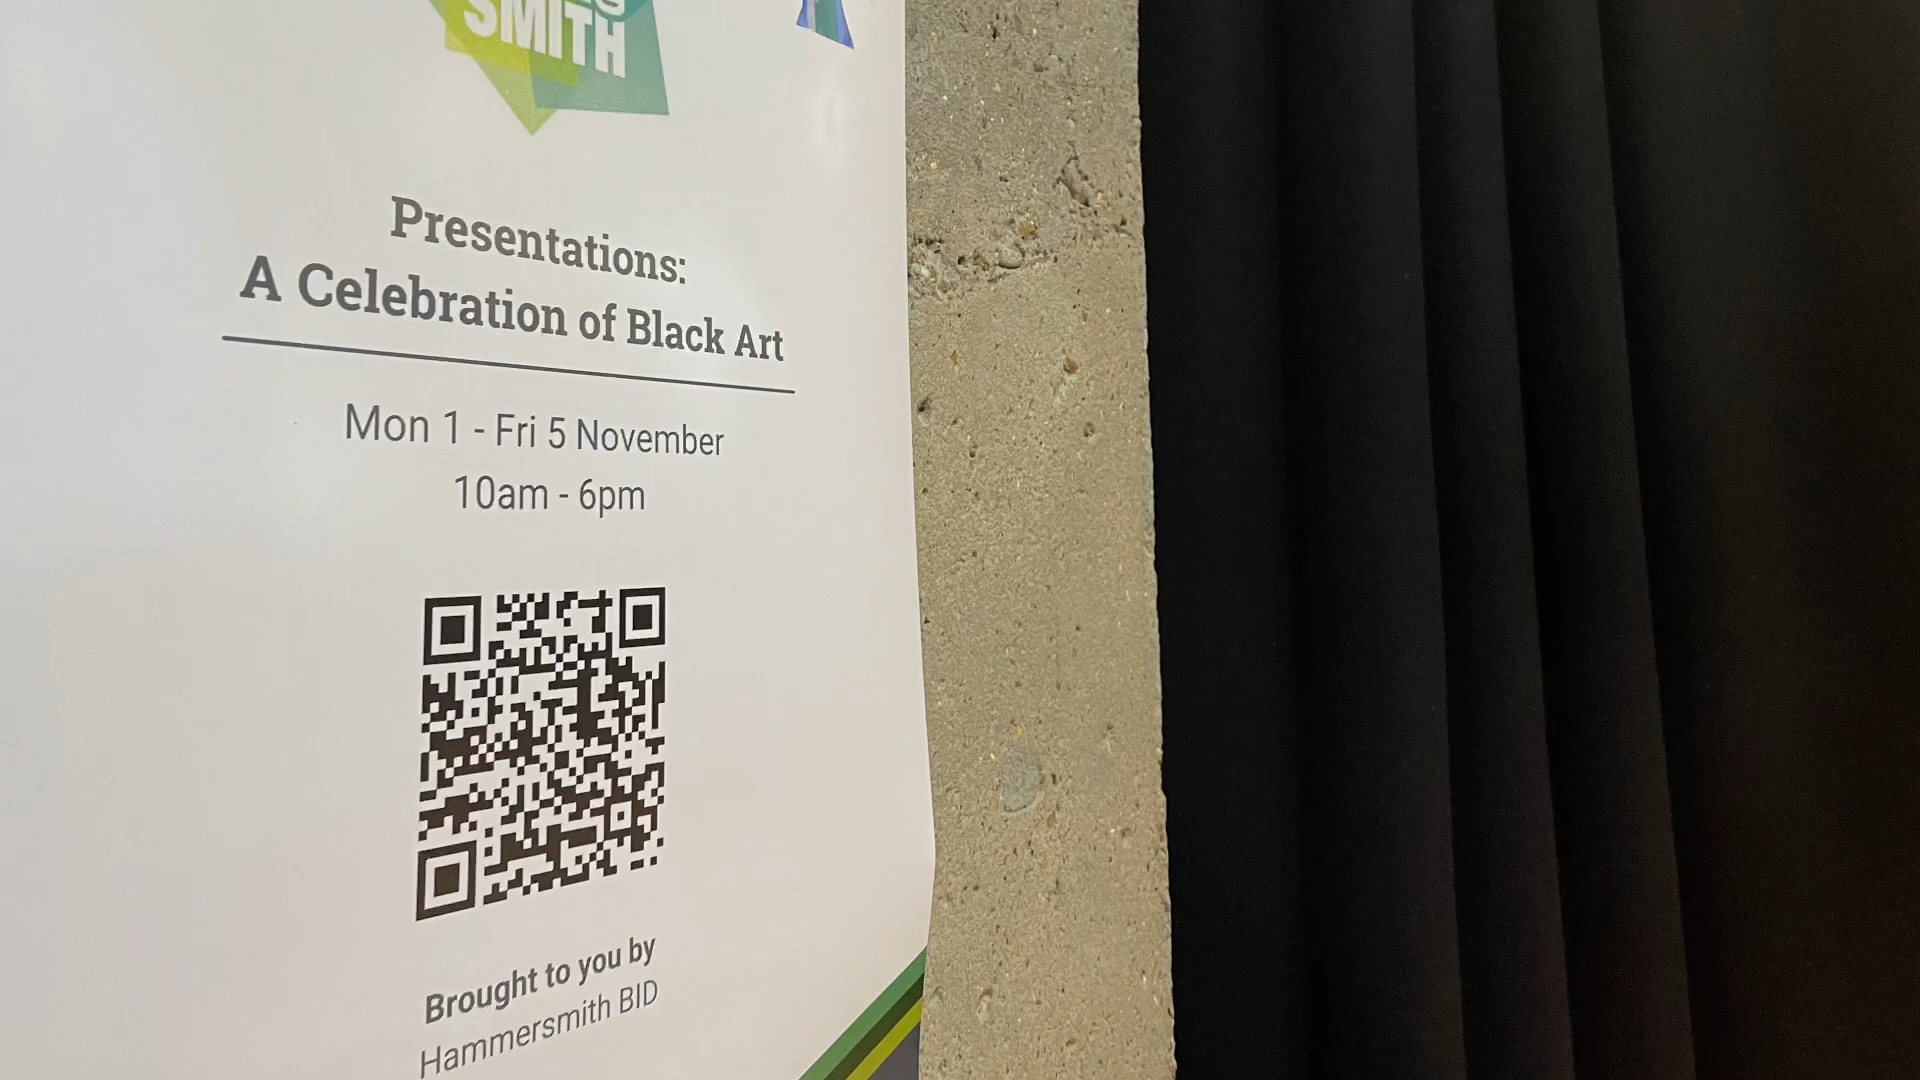 SMITH
Presentations:
A Celebration of Black Art
Mon 1 - Fri 5 November
10am - 6pm
Brought to you by
Hammersmith BID